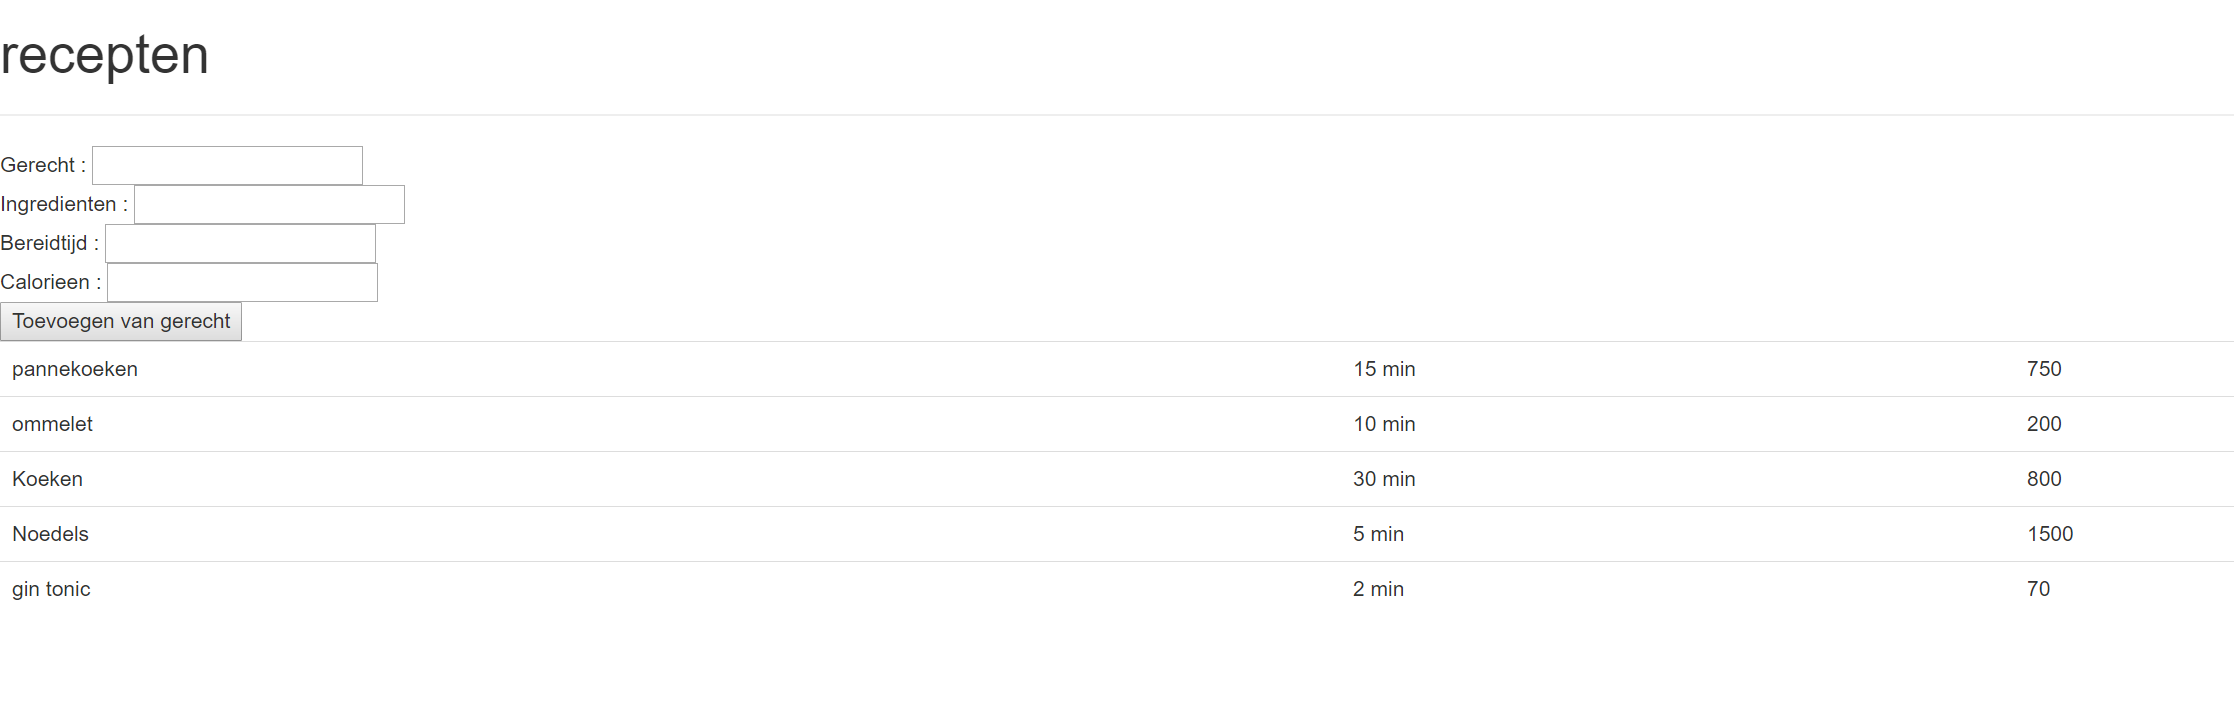 recepten
Gerecht :
Ingredienten :
Bereidtijd :
Calorieen :
Toevoegen van gerecht
pannekoeken 15 min 750
ommelet 10 min 200
Koeken 30 min 800
Noedels 5 min 1500
gin tonic 2 min 70